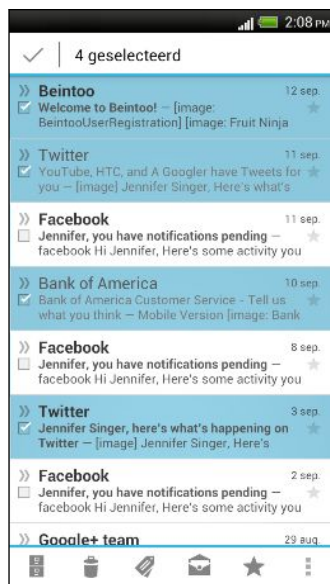 2:08 PM
4 geselecteerd
Beintoo 12 sep.
Welcome to Beintoo! – [image:
BeintooUserRegistration] [image: Fruit Ninja
Twitter 11 sep.
YouTube, HTC, and A Googler have Tweets for
you – [image] Jennifer Singer, Here's what's
Facebook 11 sep.
Jennifer, you have notifications pending –
facebook Hi Jennifer, Here's some activity you
Bank of America 10 sep.
Bank of America Customer Service - Tell us
what you think – Mobile Version [image: Bank
Facebook 8 sep.
Jennifer, you have notifications pending –
facebook Hi Jennifer, Here's some activity you
Twitter 3 sep.
Jennifer Singer, here's what's happening on
Twitter – [image] Jennifer Singer, Here's
Facebook 2 sep.
Jennifer, you have notifications pending –
facebook Hi Jennifer, Here's some activity you
Google+ team 29 aug.